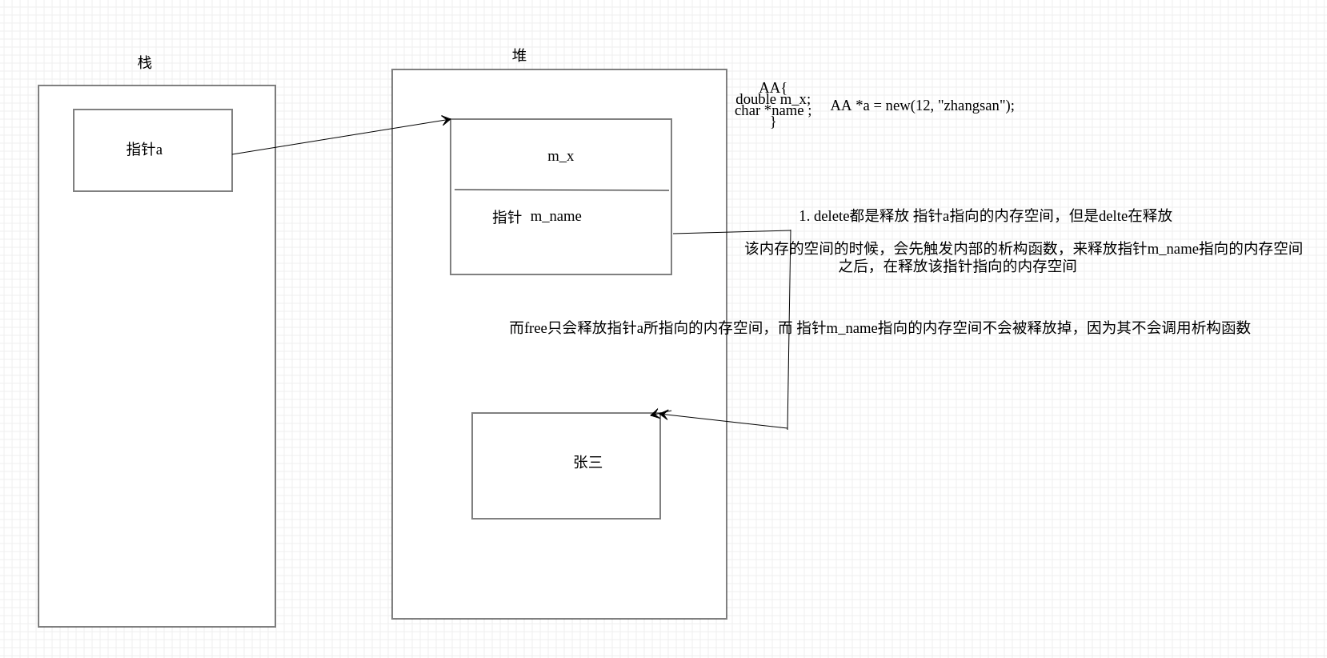 栈
堆
AA{
double m_x;
char *name ;
}
AA *a = new(12, "zhangsan");
指针a
m_x
指针  m_name
1. delete都是释放 指针a指向的内存空间，但是delte在释放
该内存的空间的时候，会先触发内部的析构函数，来释放指针m_name指向的内存空间
之后，在释放该指针指向的内存空间
而free只会释放指针a所指向的内存空间，而 指针m_name指向的内存空间不会被释放掉，因为其不会调用析构函数
张三